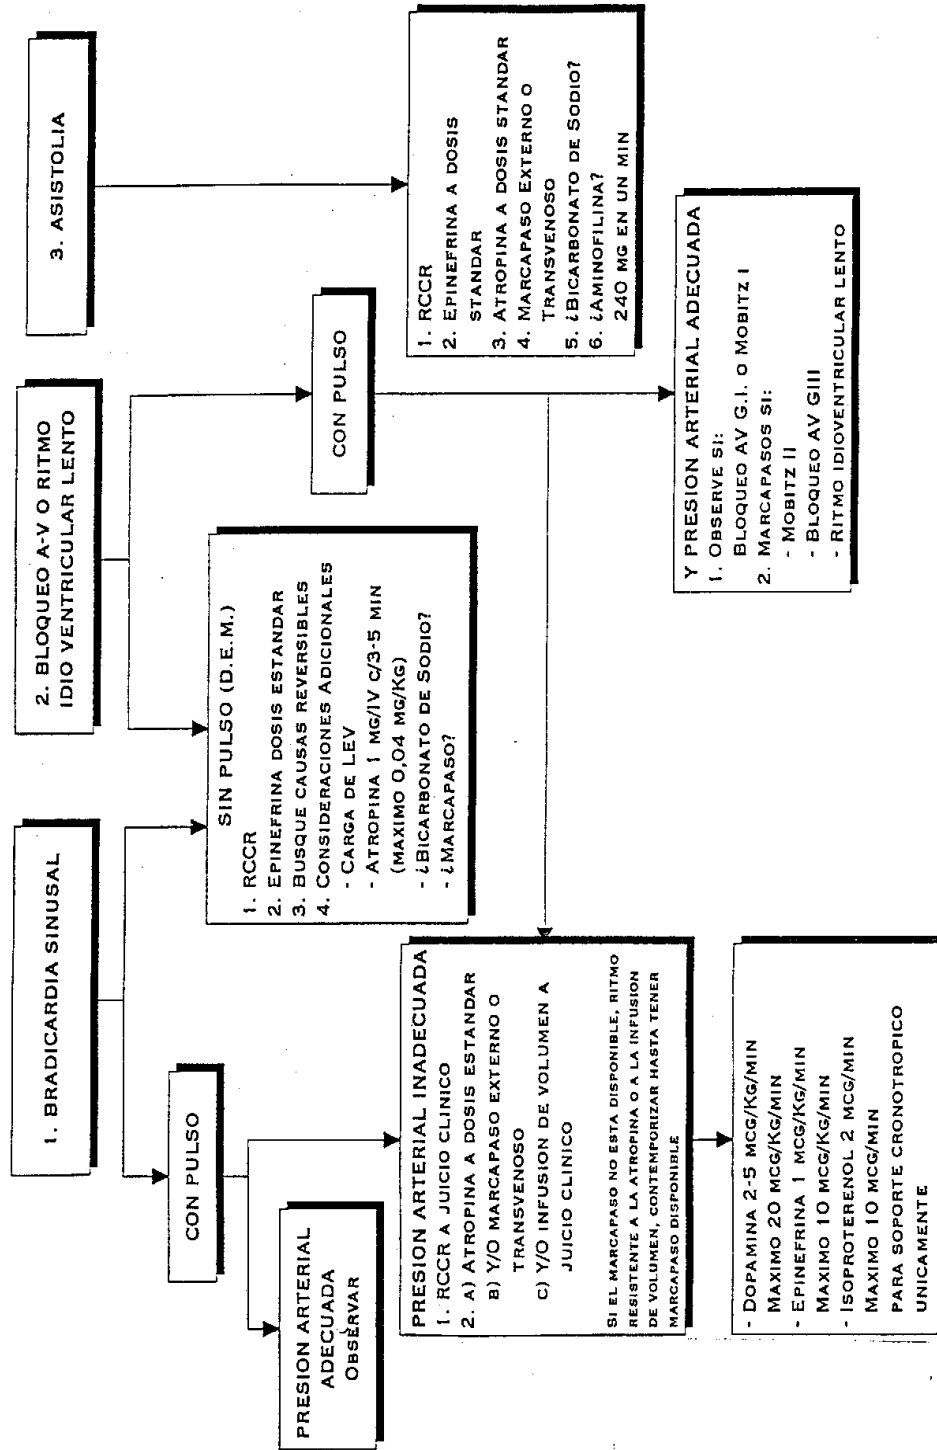 1. BRADICARDIA SINUSAL
2. BLOQUEO A-V O RITMO
IDIO VENTRICULAR LENTO
3. ASISTOLIA
CON PULSO
SIN PULSO (D.E.M.)
1. RCCR
2. EPINEFRINA DOSIS ESTANDAR
3. BUSQUE CAUSAS REVERSIBLES
4. CONSIDERACIONES ADICIONALES
- CARGA DE LEV
- ATROPINA 1 MG/IV C/3-5 MIN
(MAXIMO 0,04 MG/KG)
- ¿BICARBONATO DE SODIO?
- ¿MARCAPASO?
CON PULSO
1. RCCR
2. EPINEFRINA A DOSIS
STANDAR
3. ATROPINA A DOSIS STANDAR
4. MARCAPASO EXTERNO O
TRANSVENOSO
5. ¿BICARBONATO DE SODIO?
6. ¿AMINOFILINA?
240 MG EN UN MIN
PRESION ARTERIAL
ADECUADA
OBSERVAR
PRESION ARTERIAL INADECUADA
1. RCCR A JUICIO CLINICO
2. A) ATROPINA A DOSIS ESTANDAR
B) Y/O MARCAPASO EXTERNO O
TRANSVENOSO
C) Y/O INFUSION DE VOLUMEN A
JUICIO CLINICO
SI EL MARCAPASO NO ESTA DISPONIBLE, RITMO
RESISTENTE A LA ATROPINA O A LA INFUSION
DE VOLUMEN, CONTEMPORIZAR HASTA TENER
MARCAPASO DISPONIBLE
Y PRESION ARTERIAL ADECUADA
1. OBSERVE SI:
BLOQUEO AV G.I. O MOBITZ I
2. MARCAPASOS SI:
- MOBITZ II
- BLOQUEO AV GIII
- RITMO IDIOVENTRICULAR LENTO
- DOPAMINA 2-5 MCG/KG/MIN
MAXIMO 20 MCG/KG/MIN
- EPINEFRINA 1 MCG/KG/MIN
MAXIMO 10 MCG/KG/MIN
- ISOPROTERENOL 2 MCG/MIN
MAXIMO 10 MCG/MIN
PARA SOPORTE CRONOTROPICO
UNICAMENTE